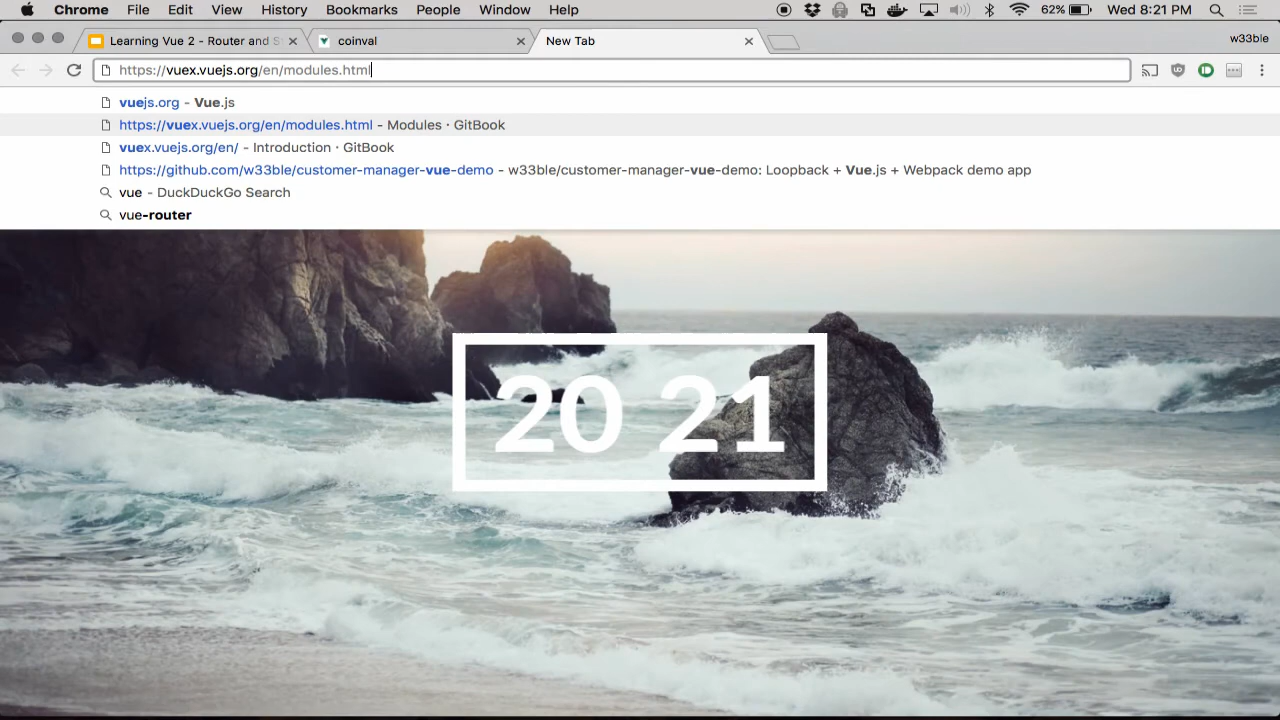 Chrome File Edit View History Bookmarks People Window Help 62% Wed 8:21 PM
Learning Vue 2 - Router and S coinval New Tab w33ble
https://vuex.vuejs.org/en/modules.html
vuejs.org - Vue.js
https://vuex.vuejs.org/en/modules.html - Modules · GitBook
vuex.vuejs.org/en/ - Introduction · GitBook
https://github.com/w33ble/customer-manager-vue-demo - w33ble/customer-manager-vue-demo: Loopback + Vue.js + Webpack demo app
vue - DuckDuckGo Search
vue-router
20 21